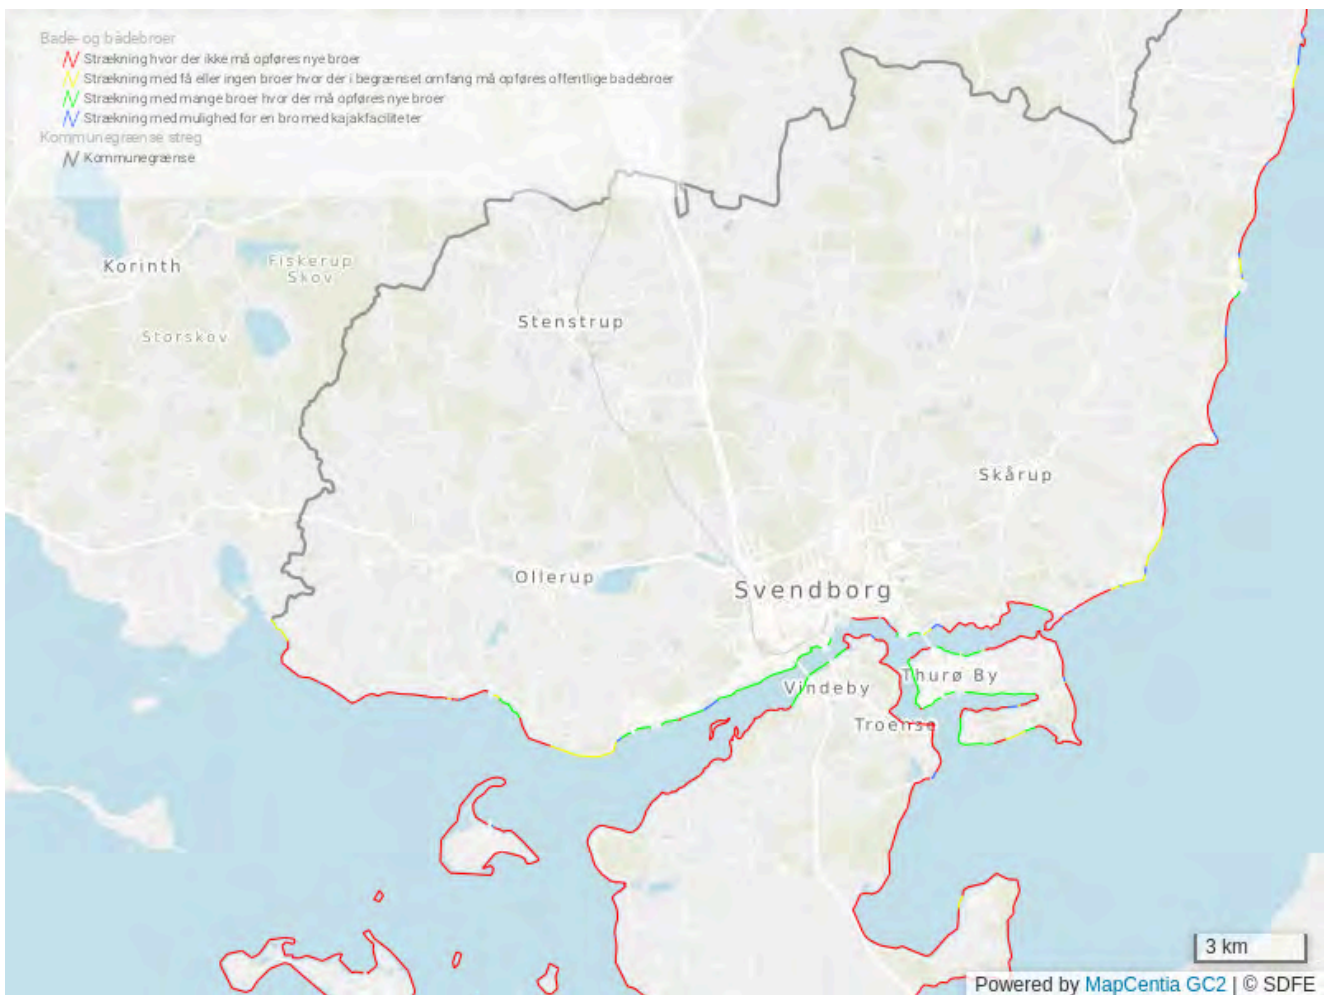 Bade- og bådebroer
Strækning hvor der ikke må opføres nye broer
Strækning med få eller ingen broer hvor der i begrænset omfang må opføres offentlige badebroer
Strækning med mange broer hvor der må opføres nye broer
Strækning med mulighed for en bro med kajakfaciliteter
Kommunegrænse streg
Kommunegrænse
Korinth
Fiskerup
Skov
Storskov
Stenstrup
Skårup
Ollerup
Svendborg
Vindeby
Thurø By
Troense
3 km
Powered by MapCentia GC2 | © SDFE